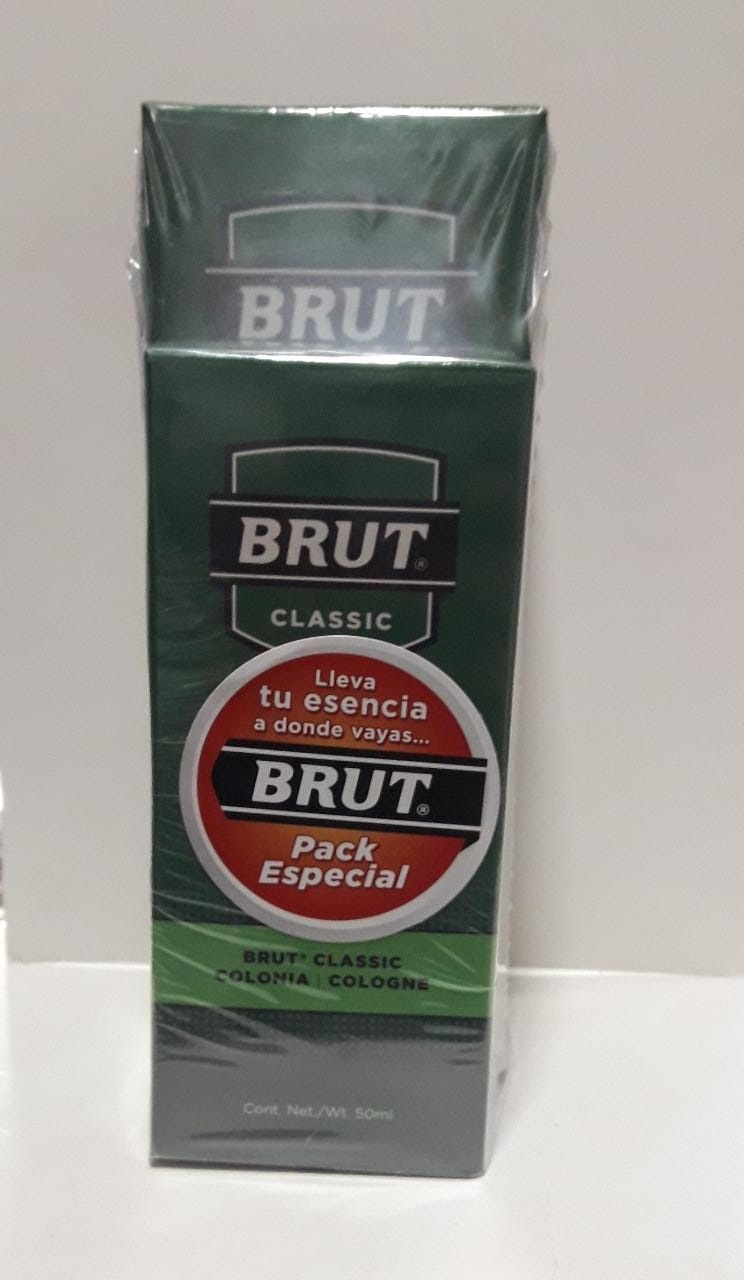 BRUT
BRUT®
CLASSIC
Lleva
tu esencia
a donde vayas...
BRUT®
Pack
Especial
BRUT® CLASSIC
COLONIA | COLOGNE
Cont. Net./Wt. 50ml